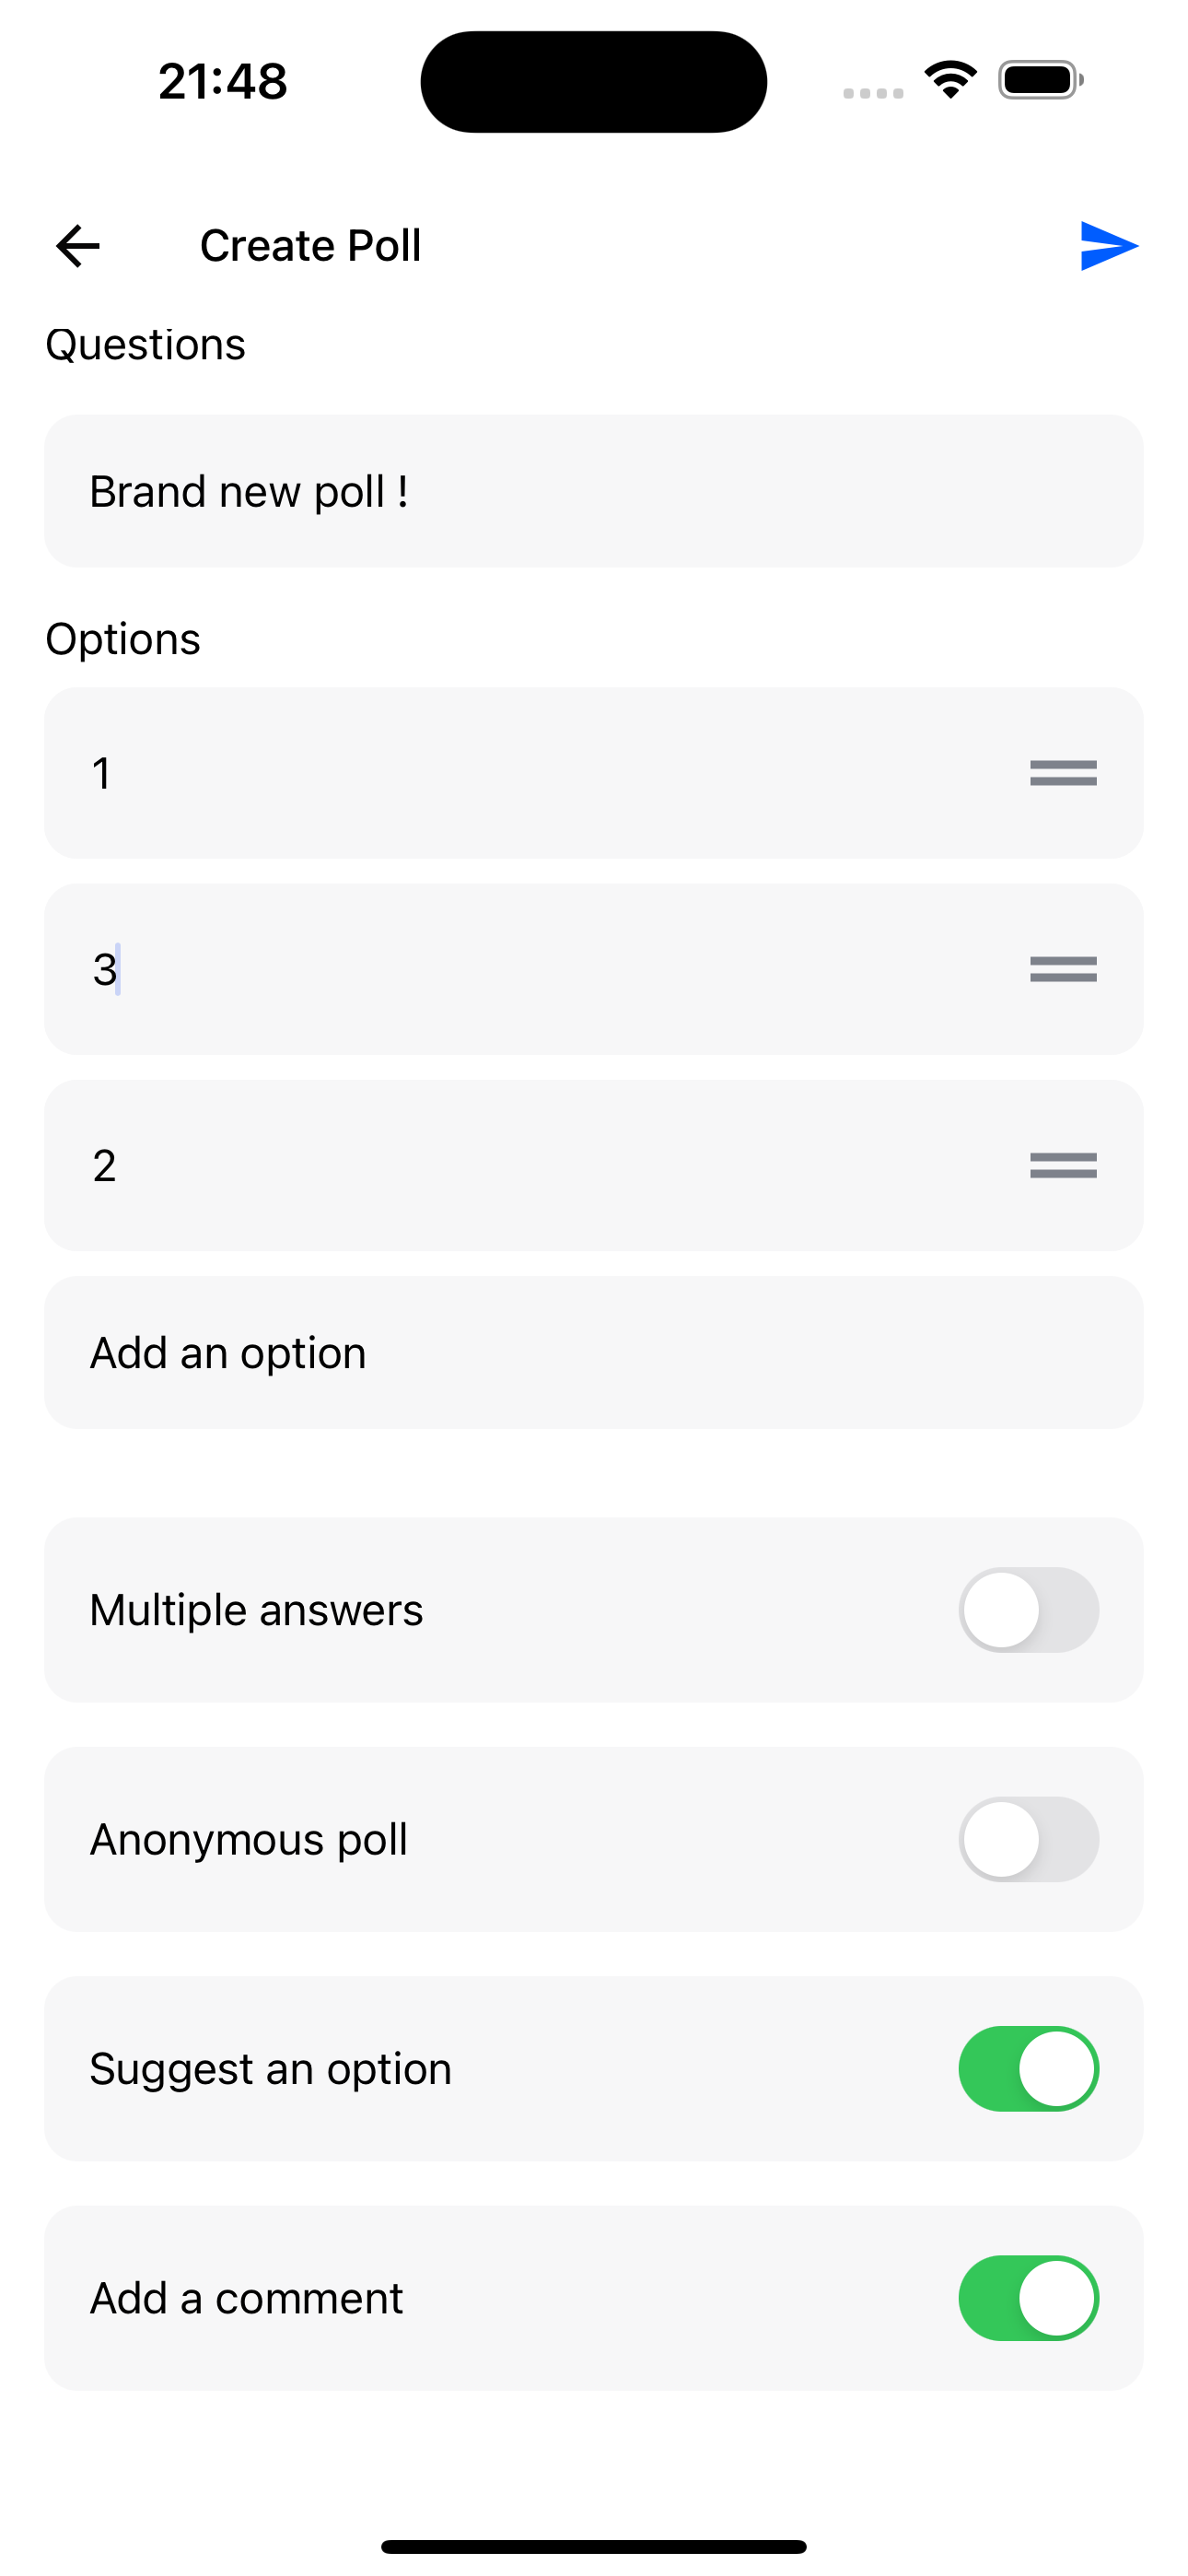 21:48
Create Poll
Questions
Brand new poll !
Options
1
3
2
Add an option
Multiple answers
Anonymous poll
Suggest an option
Add a comment